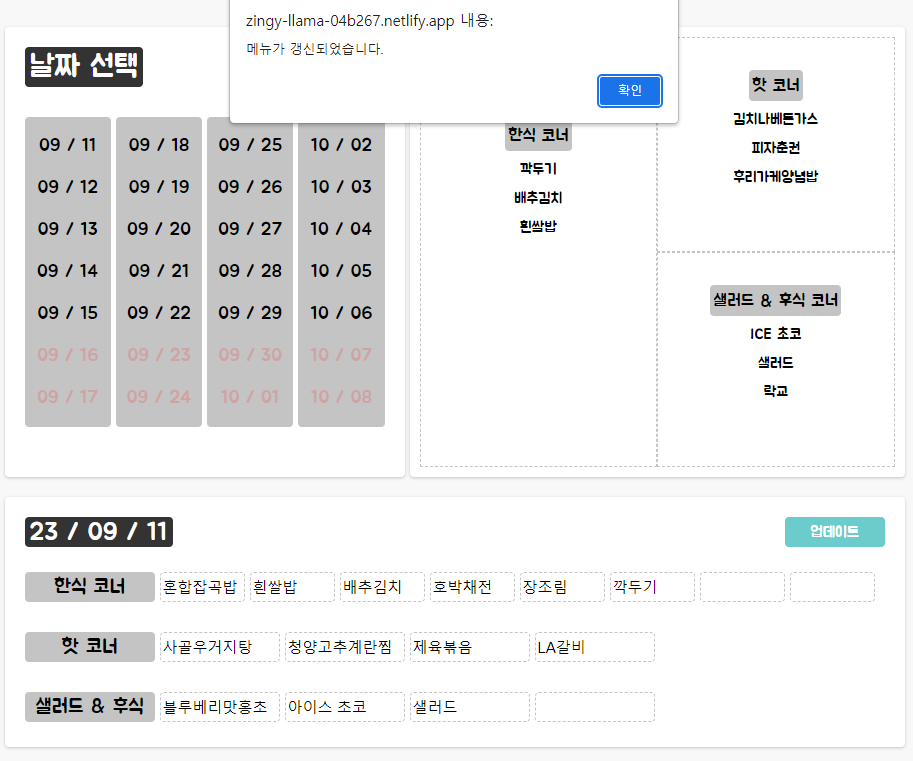 zingy-llama-04b267.netlify.app 내용:
메뉴가 갱신되었습니다.
확인
날짜 선택
09 / 11 09 / 18 09 / 25 10 / 02
09 / 12 09 / 19 09 / 26 10 / 03
09 / 13 09 / 20 09 / 27 10 / 04
09 / 14 09 / 21 09 / 28 10 / 05
09 / 15 09 / 22 09 / 29 10 / 06
09 / 16 09 / 23 09 / 30 10 / 07
09 / 17 09 / 24 10 / 01 10 / 08
한식 코너
깍두기
배추김치
흰쌀밥
핫 코너
김치나베돈가스
피자춘권
후리가케양념밥
샐러드 & 후식 코너
ICE 초코
샐러드
락교
23 / 09 / 11
업데이트
한식 코너 혼합잡곡밥 흰쌀밥 배추김치 호박채전 장조림 깍두기
핫 코너 사골우거지탕 청양고추계란찜 제육볶음 LA갈비
샐러드 & 후식 블루베리맛홍초 아이스 초코 샐러드